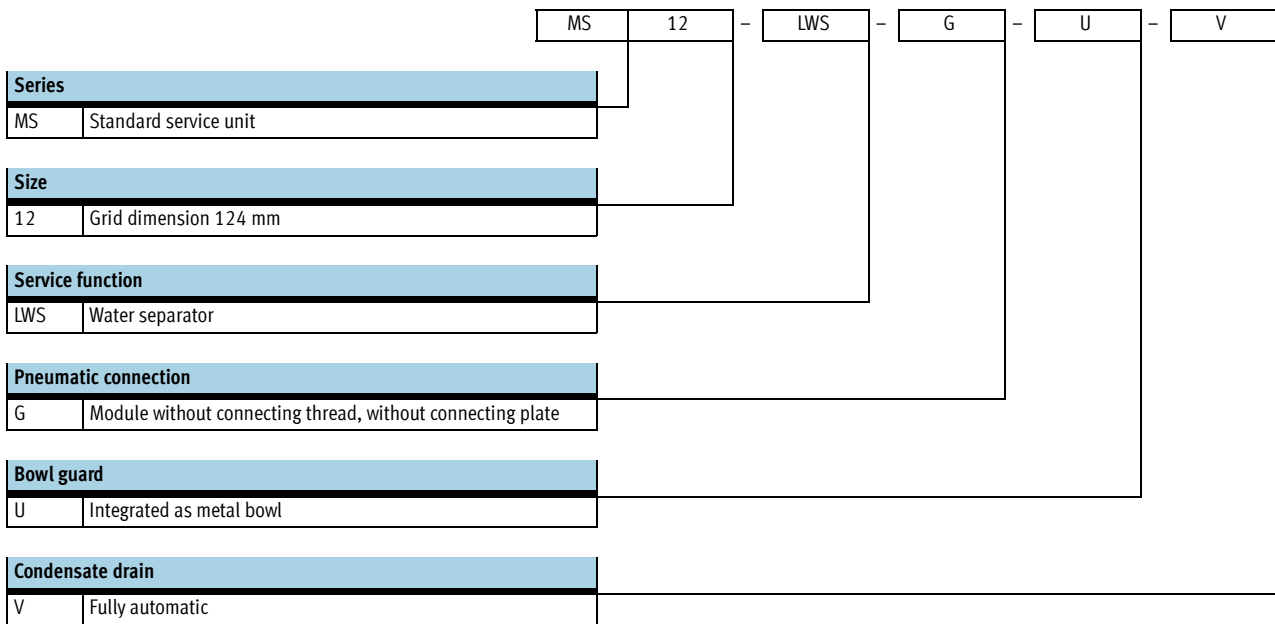 MS 12 – LWS – G – U – V
Series
MS Standard service unit
Size
12 Grid dimension 124 mm
Service function
LWS Water separator
Pneumatic connection
G Module without connecting thread, without connecting plate
Bowl guard
U Integrated as metal bowl
Condensate drain
V Fully automatic